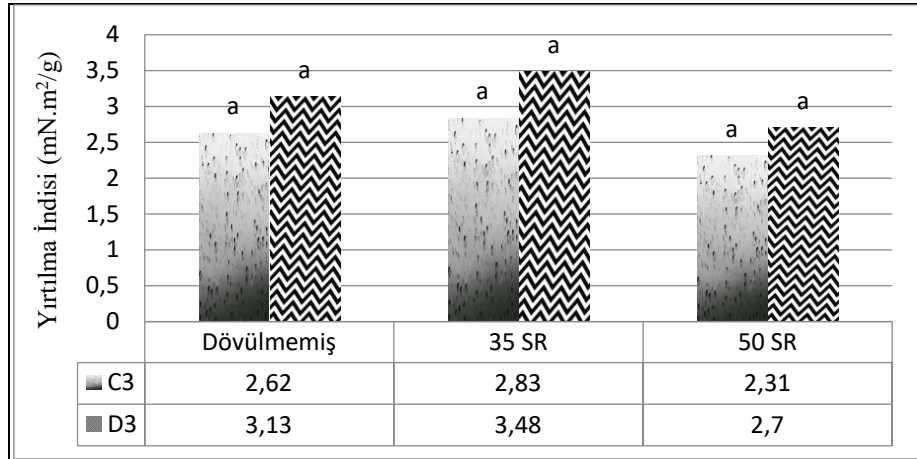 Yırtılma İndisi (mN.m²/g)
4
3,5
3
2,5
2
1,5
1
0,5
0
a
a
a
a
a
a
Dövülmemiş 35 SR 50 SR
C3 2,62 2,83 2,31
D3 3,13 3,48 2,7